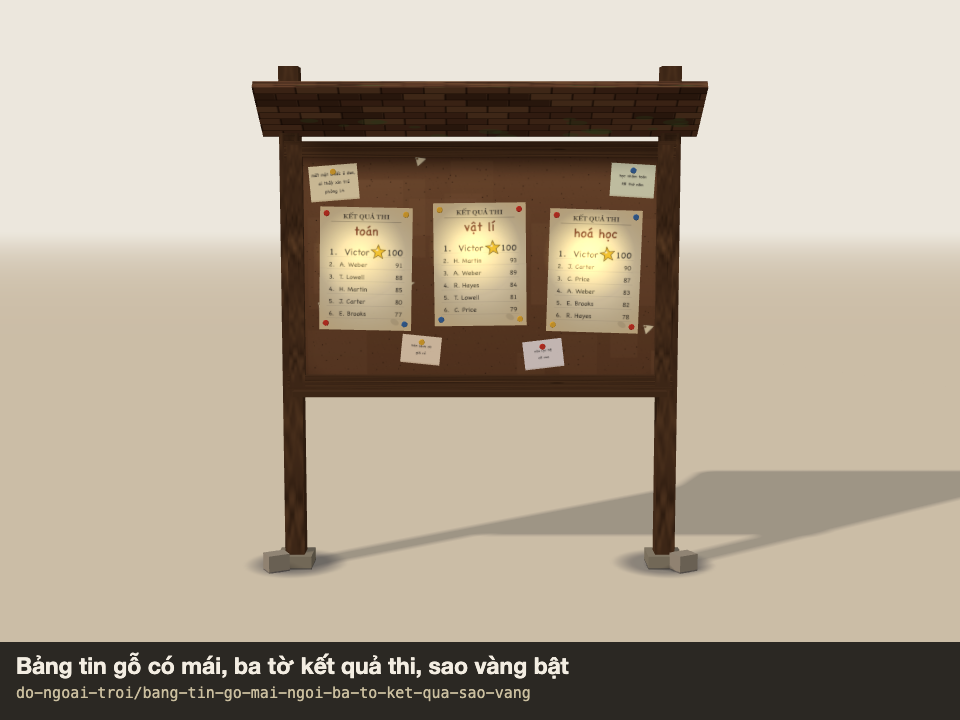 KẾT QUẢ THI
toán
1. Victor 100
2. A. Weber 91
3. T. Lowell 88
4. H. Martin 85
5. J. Carter 80
6. E. Brooks 77
KẾT QUẢ THI
vật lí
1. Victor 100
2. H. Martin 93
3. A. Weber 89
4. R. Hayes 84
5. T. Lowell 81
6. C. Price 79
KẾT QUẢ THI
hoá học
1. Victor 100
2. J. Carter 90
3. C. Price 87
4. A. Weber 83
5. E. Brooks 82
6. R. Hayes 78
Bảng tin gỗ có mái, ba tờ kết quả thi, sao vàng bật
do-ngoai-troi/bang-tin-go-mai-ngoi-ba-to-ket-qua-sao-vang